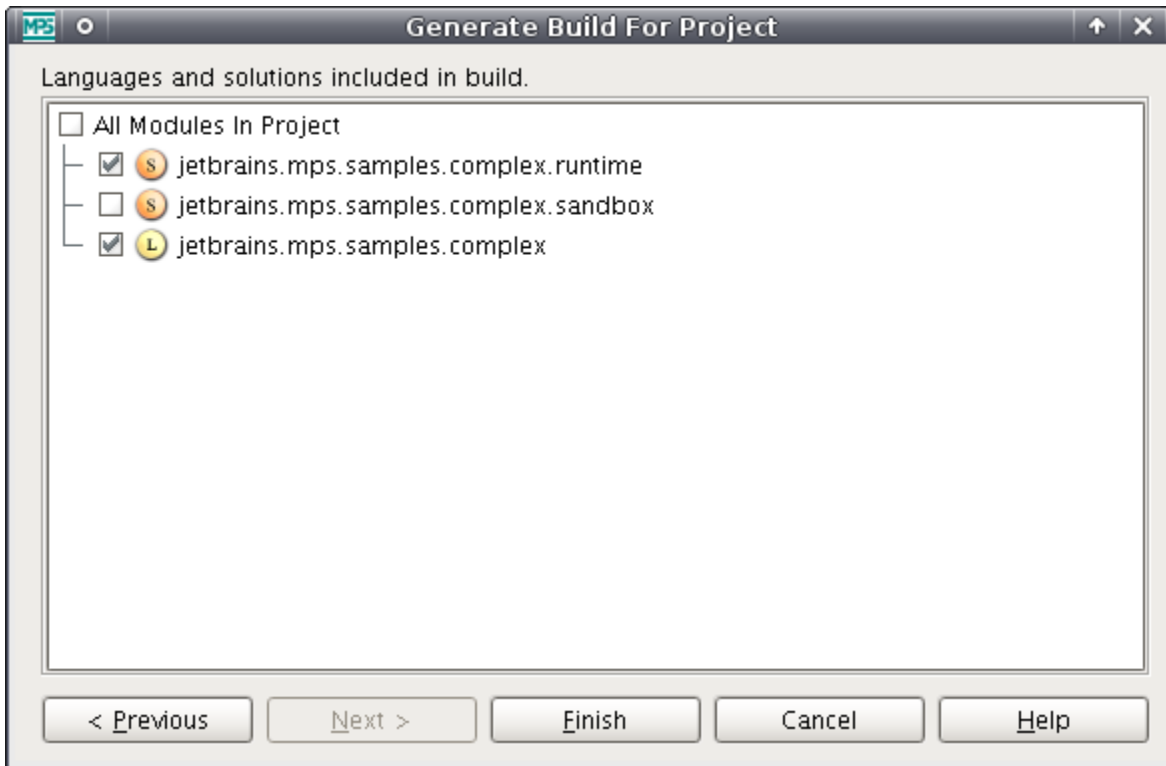 MPS Generate Build For Project
Languages and solutions included in build.
All Modules In Project
S jetbrains.mps.samples.complex.runtime
S jetbrains.mps.samples.complex.sandbox
L jetbrains.mps.samples.complex
< Previous Next > Finish Cancel Help